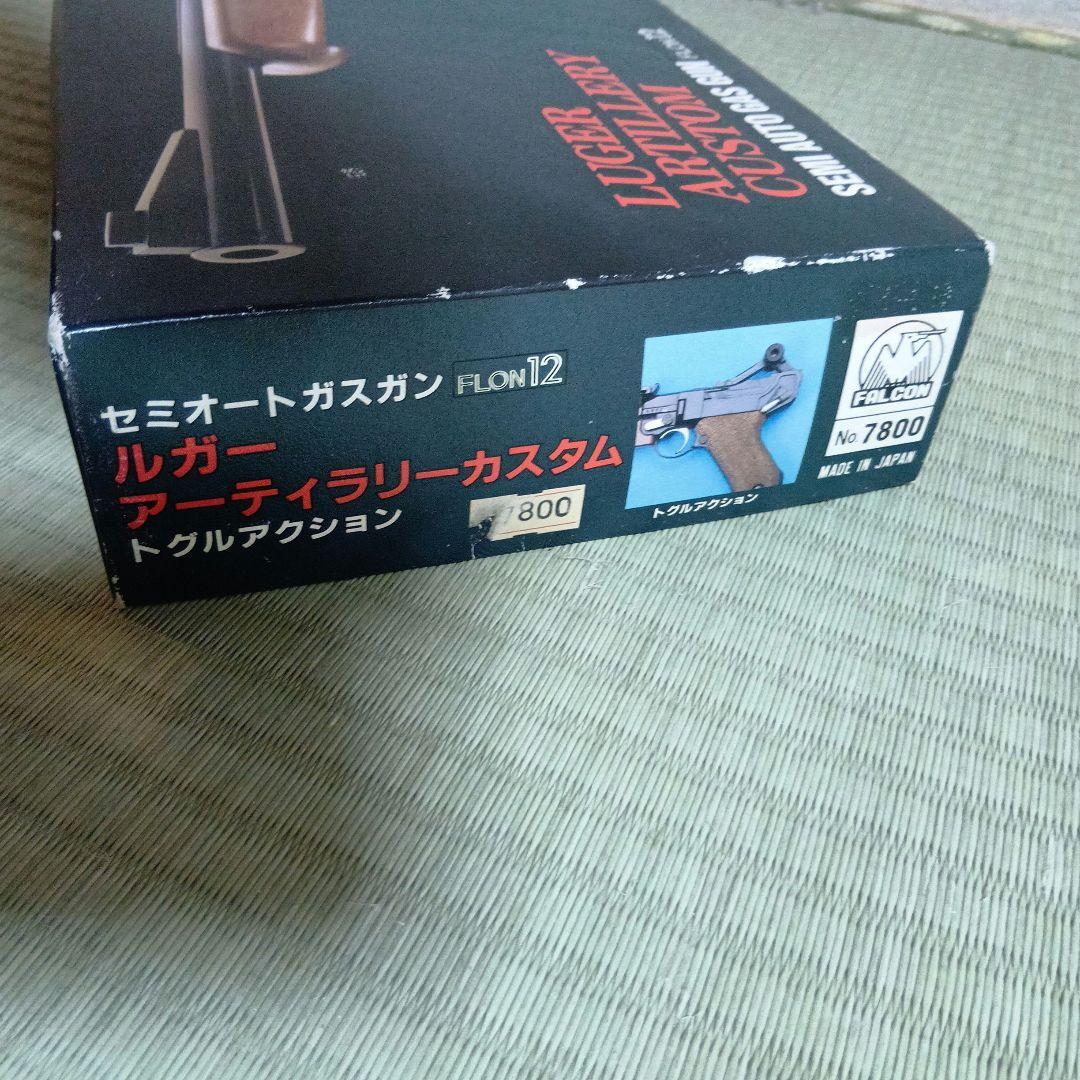 LUGER
ARTILLERY
CUSTOM
SEMI AUTO GAS GUN
セミオートガスガン FLON12
ルガー
アーティラリーカスタム
トグルアクション
7800
トグルアクション
FALCON
No. 7800
MADE IN JAPAN